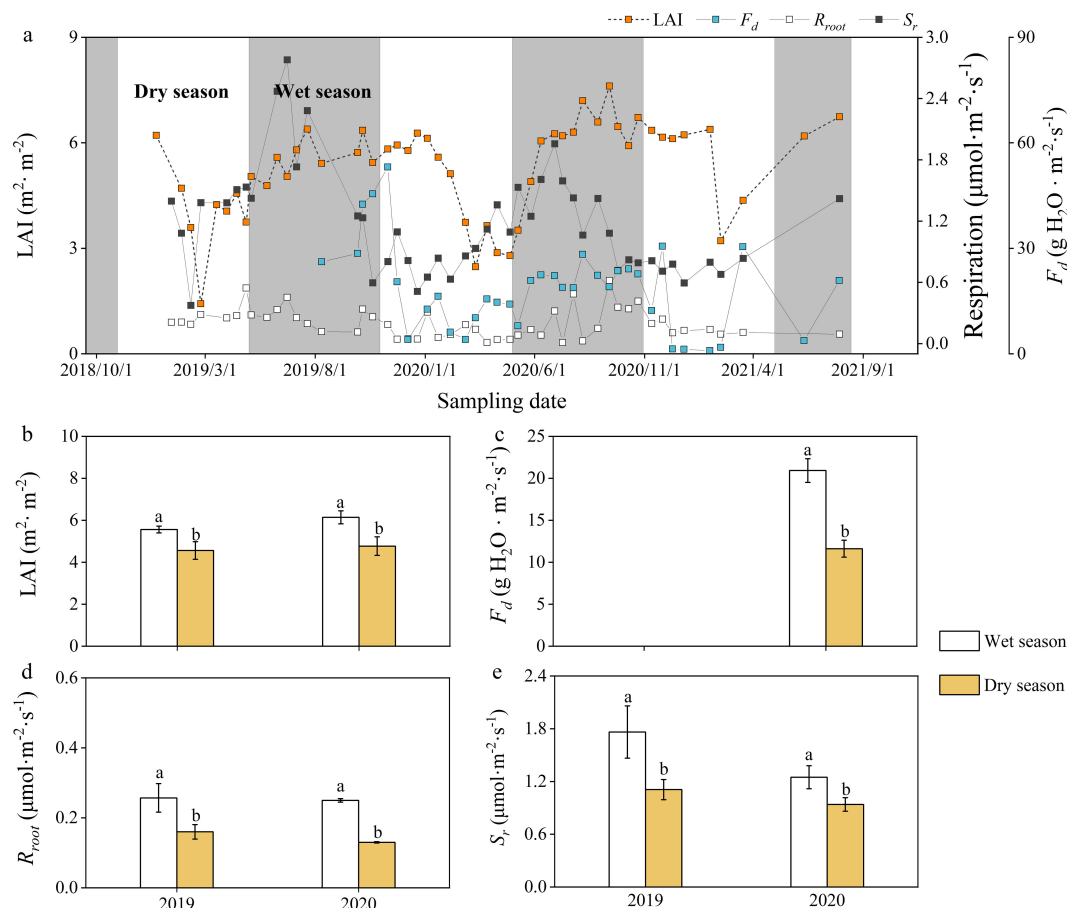 LAI F_d R_root S_r
a
9 3.0 90
Dry season Wet season
2.4
6 60
1.8
1.2
3 30
0.6
0 0.0 0
LAI (m²· m⁻²)
Respiration (μmol·m⁻²·s⁻¹)
F_d (g H₂O · m⁻²·s⁻¹)
2018/10/1 2019/3/1 2019/8/1 2020/1/1 2020/6/1 2020/11/1 2021/4/1 2021/9/1
Sampling date
b
LAI (m²· m⁻²)
10
8
6
4
2
0
a b a b
c
F_d (g H₂O · m⁻²·s⁻¹)
25
20
15
10
5
0
a b
Wet season
Dry season
d
R_root (μmol·m⁻²·s⁻¹)
0.6
0.4
0.2
0.0
a b a b
2019 2020
e
S_r (μmol·m⁻²·s⁻¹)
2.4
1.8
1.2
0.6
0.0
a b a b
2019 2020